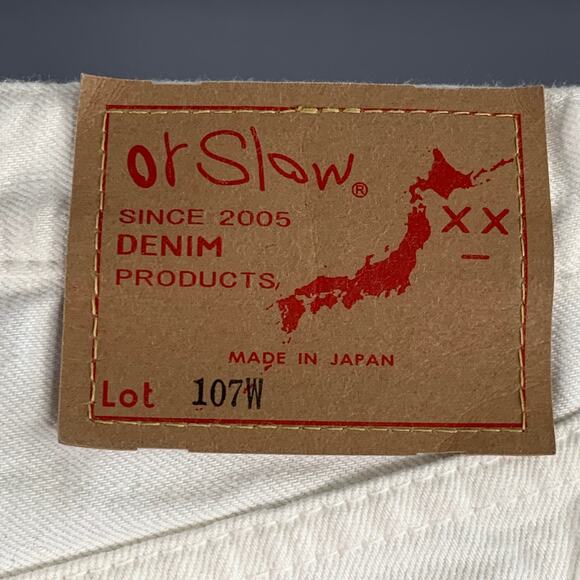 orSlow®
SINCE 2005
DENIM
PRODUCTS,
XX
MADE IN JAPAN
Lot 107W